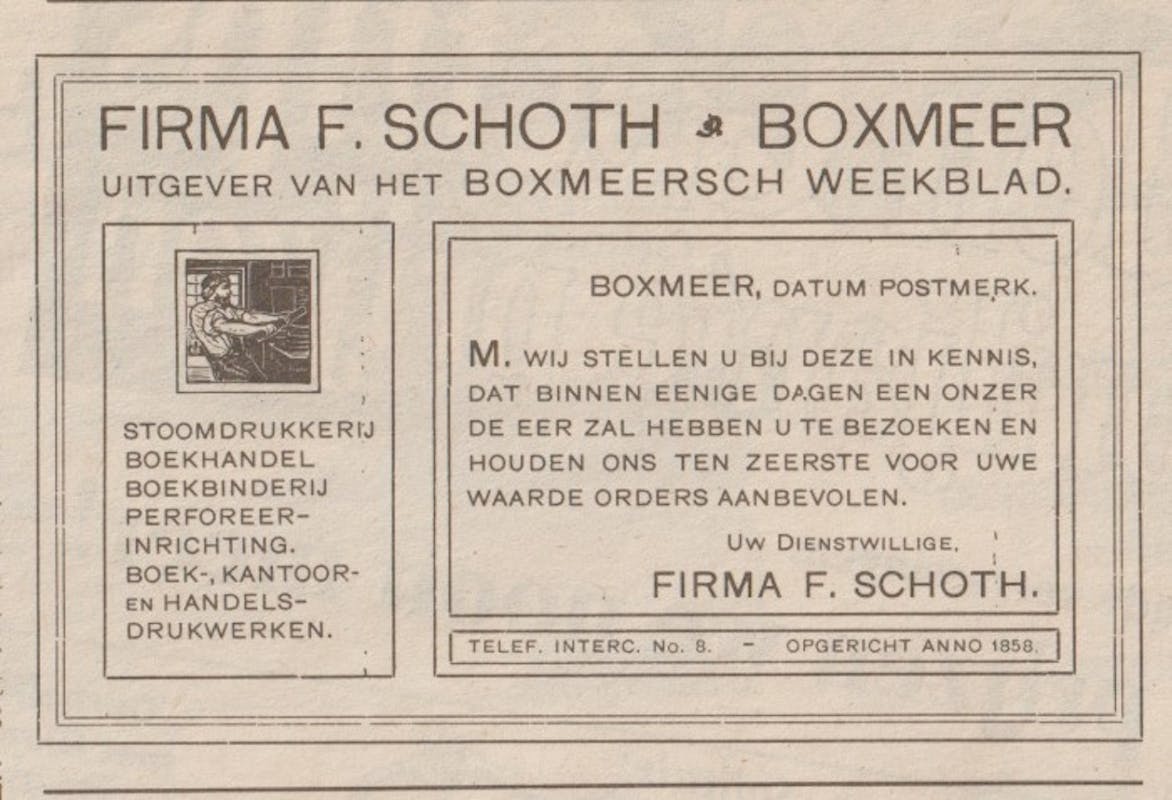 FIRMA F. SCHOTH BOXMEER
UITGEVER VAN HET BOXMEERSCH WEEKBLAD.
STOOMDRUKKERIJ
BOEKHANDEL
BOEKBINDERIJ
PERFOREER-
INRICHTING.
BOEK-, KANTOOR-
EN HANDELS-
DRUKWERKEN.
BOXMEER, DATUM POSTMERK.
M. WIJ STELLEN U BIJ DEZE IN KENNIS,
DAT BINNEN EENIGE DAGEN EEN ONZER
DE EER ZAL HEBBEN U TE BEZOEKEN EN
HOUDEN ONS TEN ZEERSTE VOOR UWE
WAARDE ORDERS AANBEVOLEN.
UW DIENSTWILLIGE,
FIRMA F. SCHOTH.
TELEF. INTERC. No. 8. – OPGERICHT ANNO 1858.